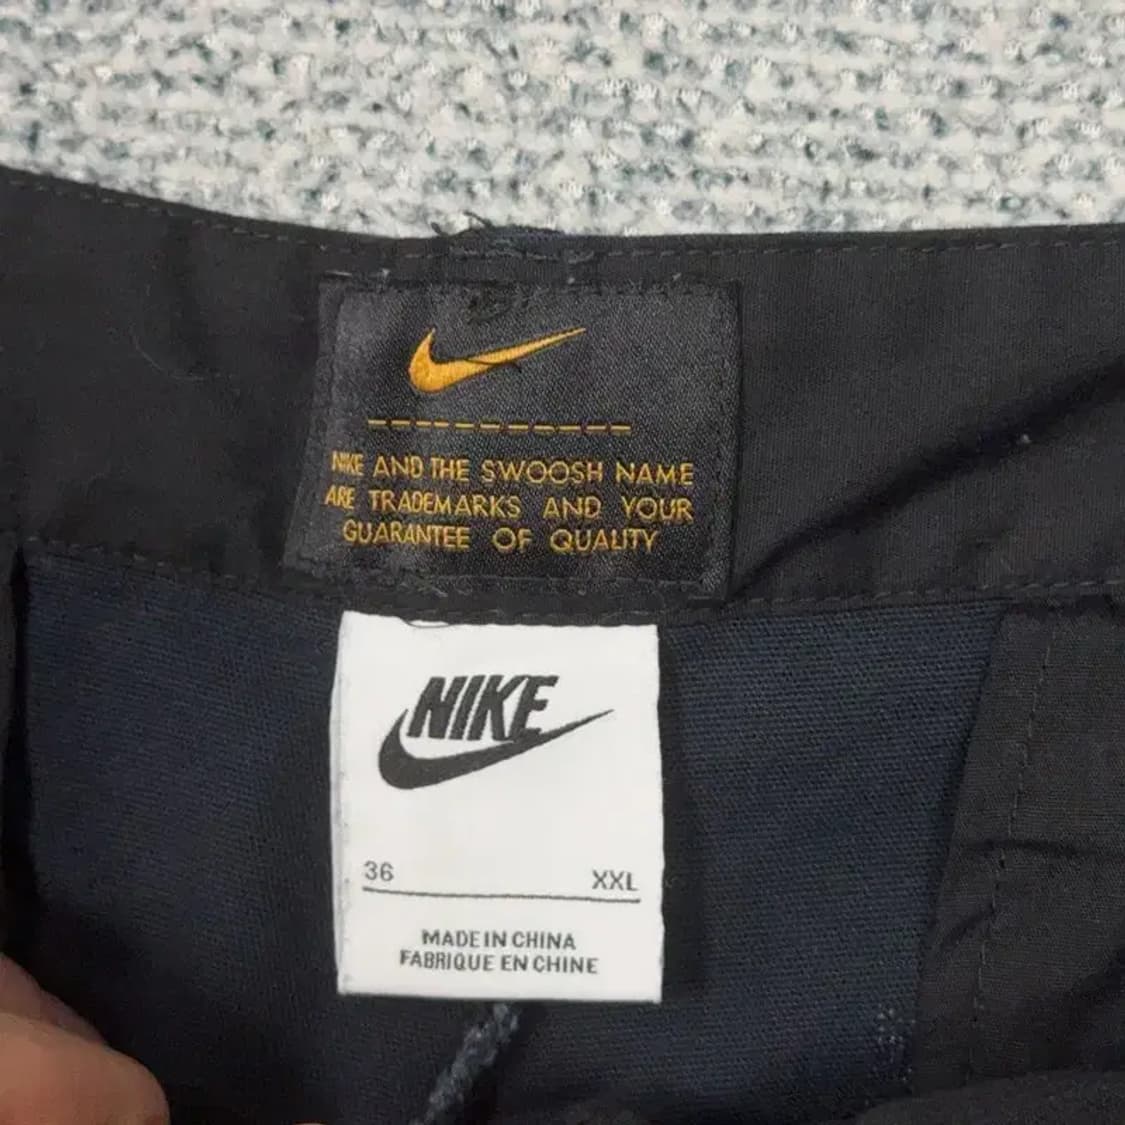 NIKE AND THE SWOOSH NAME
ARE TRADEMARKS AND YOUR
GUARANTEE OF QUALITY
NIKE
36 XXL
MADE IN CHINA
FABRIQUE EN CHINE